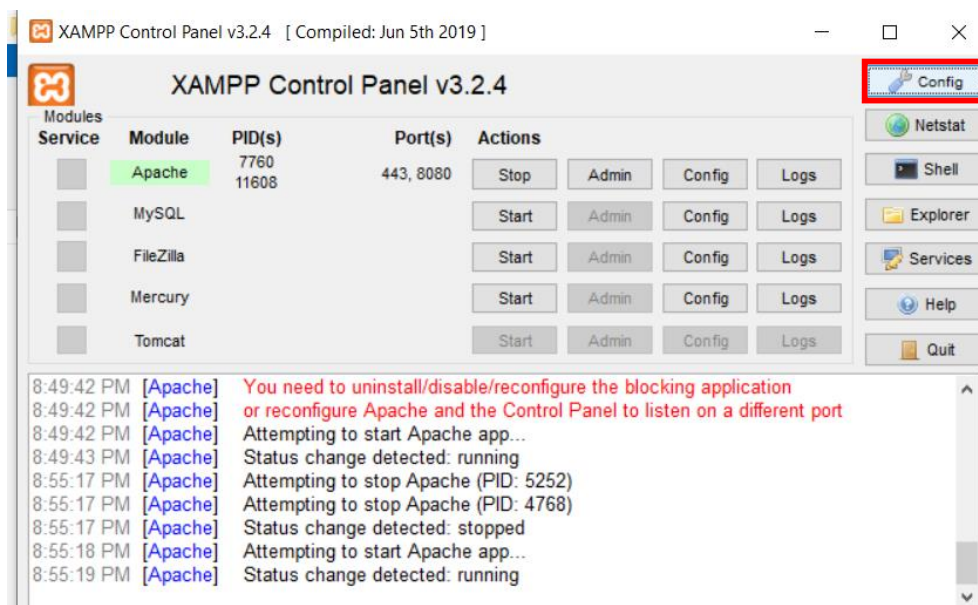 XAMPP Control Panel v3.2.4 [ Compiled: Jun 5th 2019 ]
XAMPP Control Panel v3.2.4
Config
Modules
Service Module PID(s) Port(s) Actions
Netstat
Apache 7760 11608 443, 8080 Stop Admin Config Logs
Shell
MySQL Start Admin Config Logs
Explorer
FileZilla Start Admin Config Logs
Services
Mercury Start Admin Config Logs
Help
Tomcat Start Admin Config Logs
Quit
8:49:42 PM [Apache] You need to uninstall/disable/reconfigure the blocking application
8:49:42 PM [Apache] or reconfigure Apache and the Control Panel to listen on a different port
8:49:42 PM [Apache] Attempting to start Apache app...
8:49:43 PM [Apache] Status change detected: running
8:55:17 PM [Apache] Attempting to stop Apache (PID: 5252)
8:55:17 PM [Apache] Attempting to stop Apache (PID: 4768)
8:55:17 PM [Apache] Status change detected: stopped
8:55:18 PM [Apache] Attempting to start Apache app...
8:55:19 PM [Apache] Status change detected: running